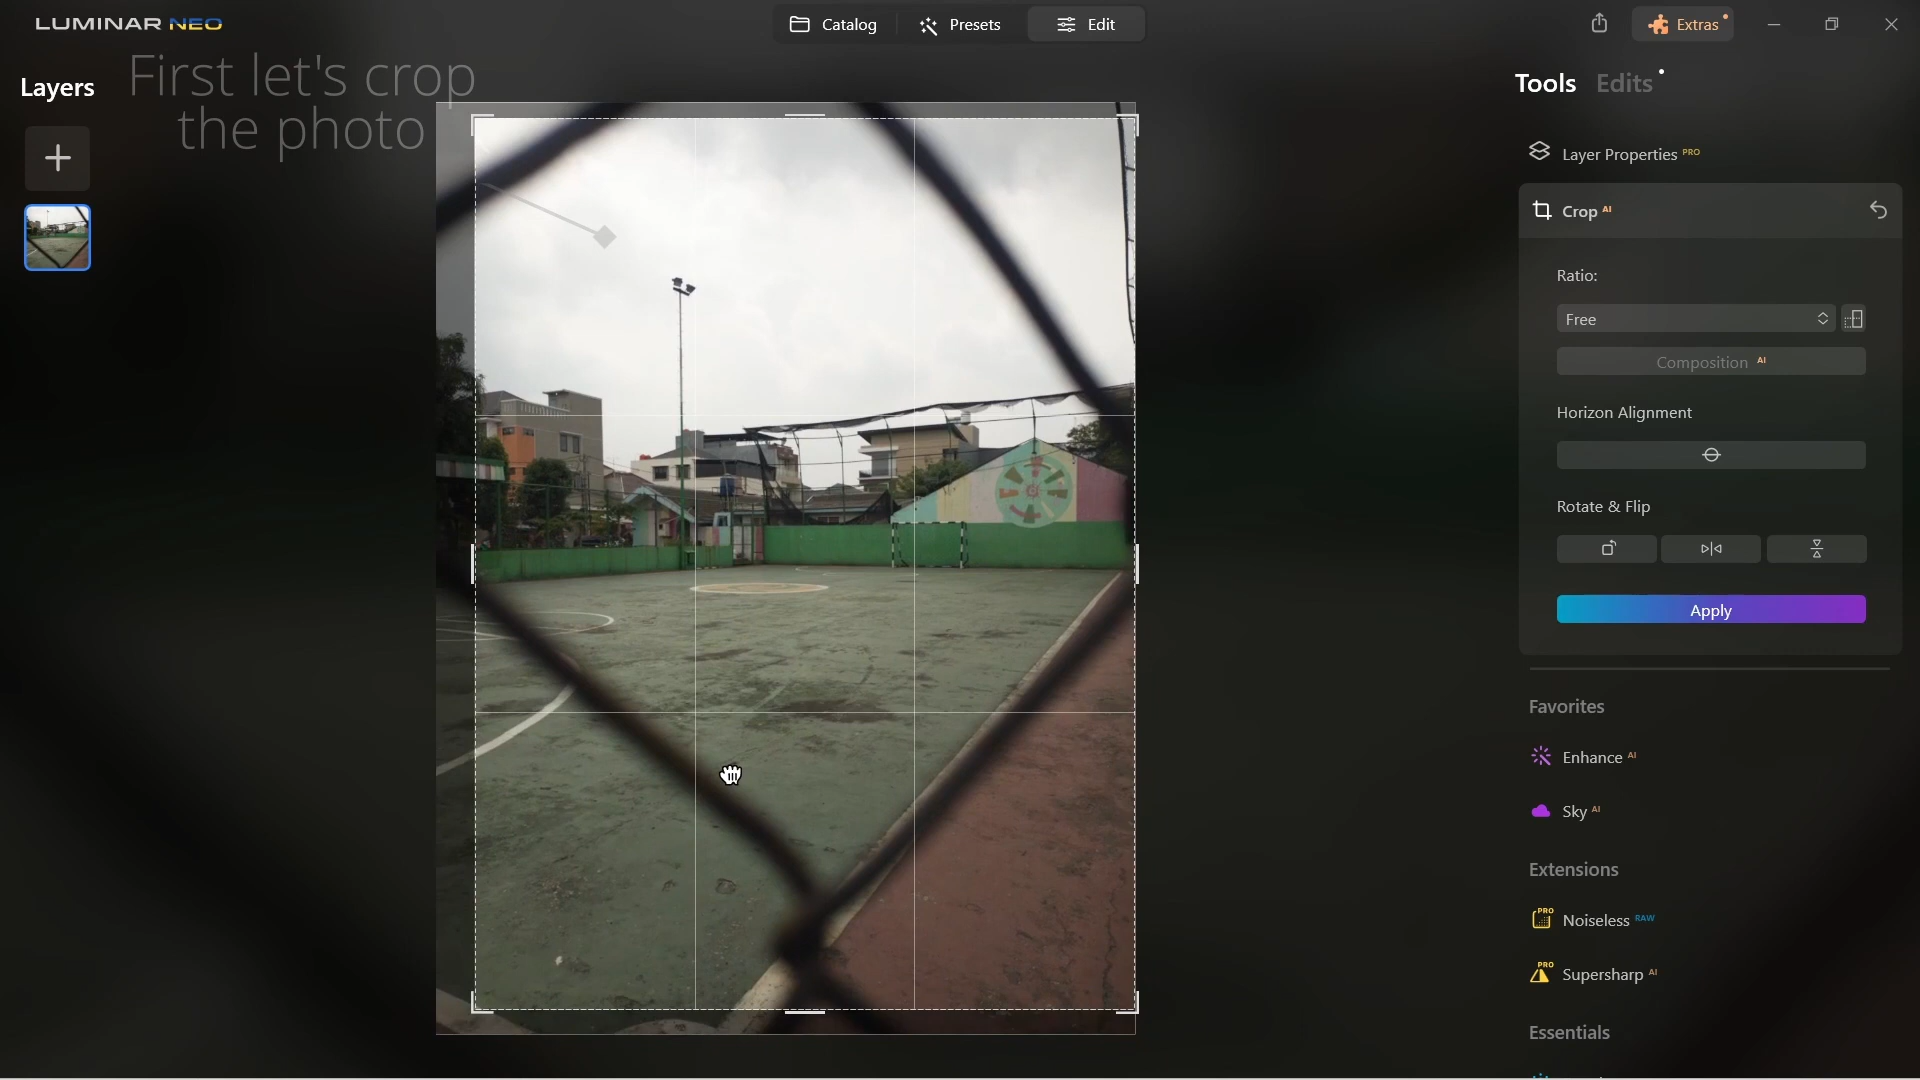 LUMINAR NEO
Catalog
Presets
Edit
Extras
First let's crop
the photo
Layers
Tools
Edits
Layer Properties PRO
Crop AI
Ratio:
Free
Composition AI
Horizon Alignment
Rotate & Flip
Apply
Favorites
Enhance AI
Sky AI
Extensions
PRO
Noiseless RAW
PRO
Supersharp AI
Essentials